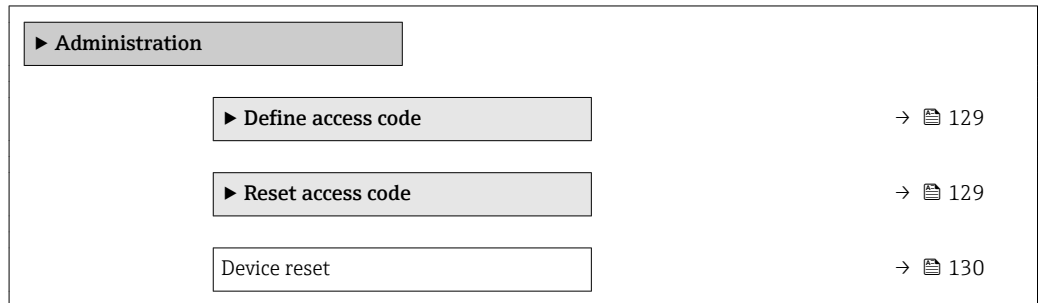 ▶ Administration
▶ Define access code → 129
▶ Reset access code → 129
Device reset → 130